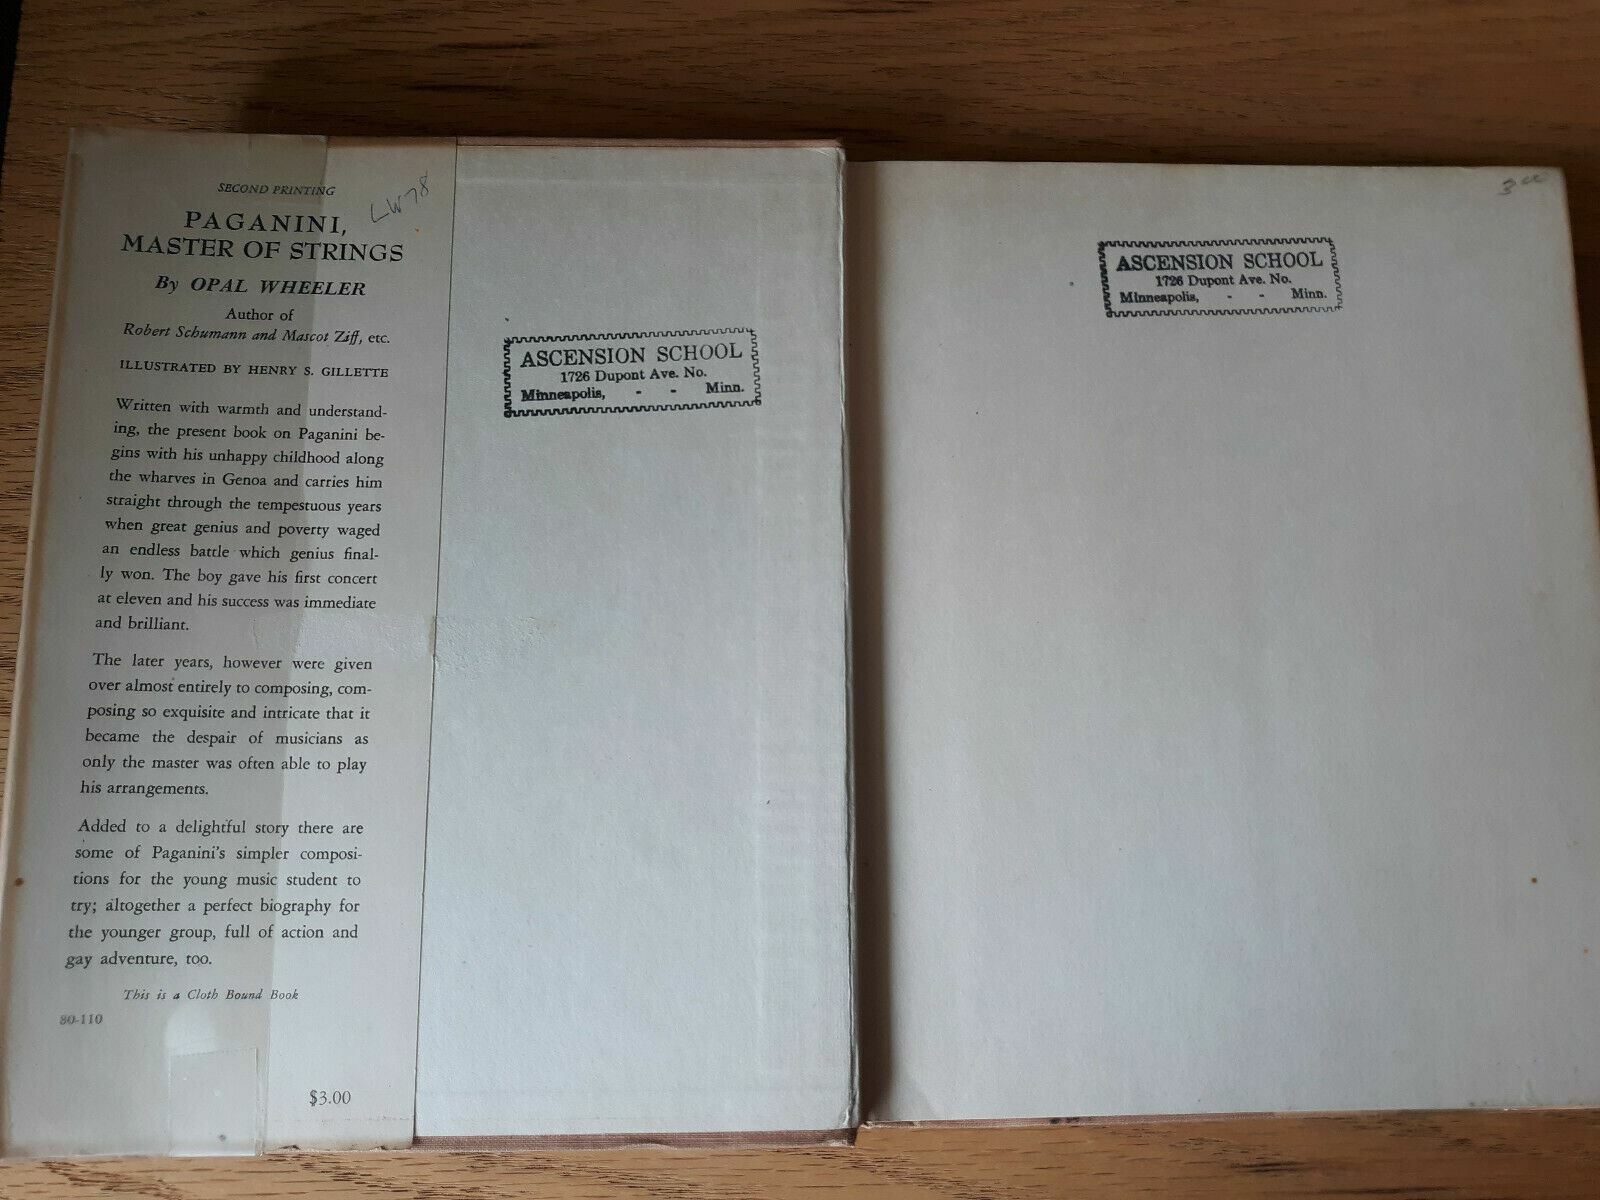 SECOND PRINTING
LW78
PAGANINI,
MASTER OF STRINGS
By OPAL WHEELER
Author of
Robert Schumann and Mascot Ziff, etc.
ILLUSTRATED BY HENRY S. GILLETTE
Written with warmth and understand-
ing, the present book on Paganini be-
gins with his unhappy childhood along
the wharves in Genoa and carries him
straight through the tempestuous years
when great genius and poverty waged
an endless battle which genius final-
ly won. The boy gave his first concert
at eleven and his success was immediate
and brilliant.
The later years, however were given
over almost entirely to composing, com-
posing so exquisite and intricate that it
became the despair of musicians as
only the master was often able to play
his arrangements.
Added to a delightful story there are
some of Paganini's simpler composi-
tions for the young music student to
try; altogether a perfect biography for
the younger group, full of action and
gay adventure, too.
This is a Cloth Bound Book
80-110
$3.00
ASCENSION SCHOOL
1726 Dupont Ave. No.
Minneapolis, - - Minn.
ASCENSION SCHOOL
1726 Dupont Ave. No.
Minneapolis, - - Minn.